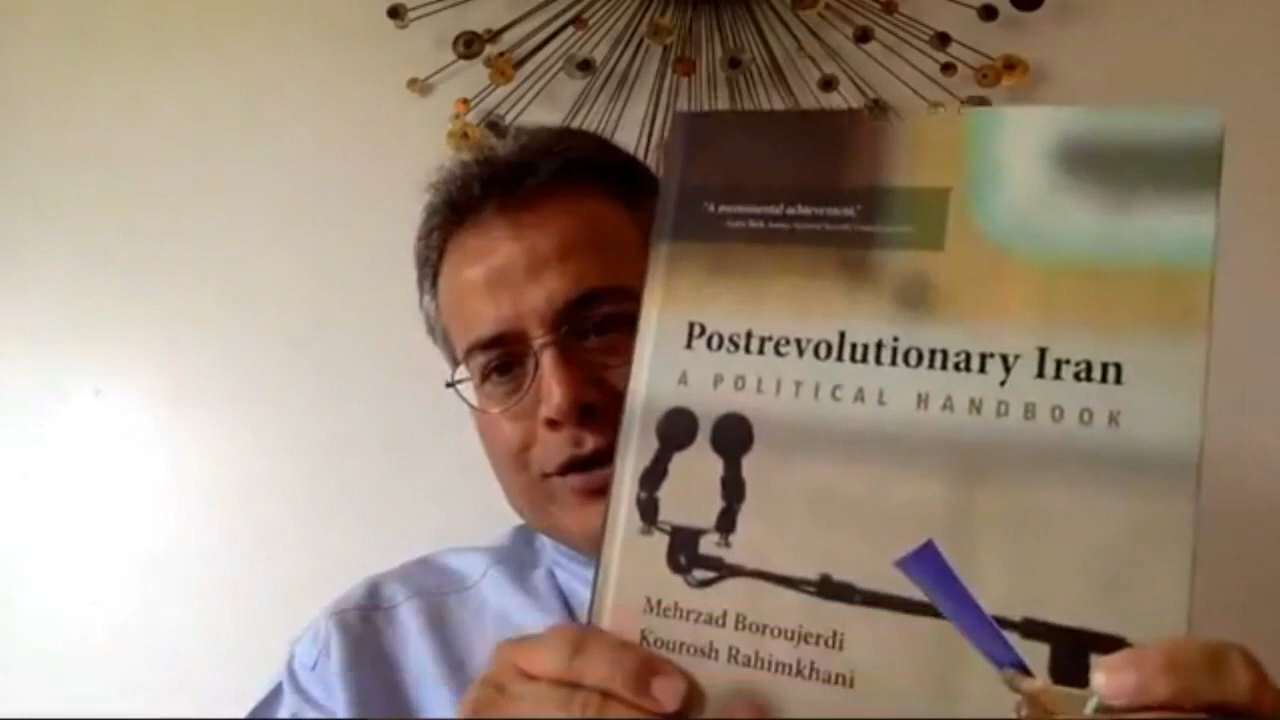 "A monumental achievement."
Postrevolutionary Iran
A POLITICAL HANDBOOK
Mehrzad Boroujerdi
Kourosh Rahimkhani